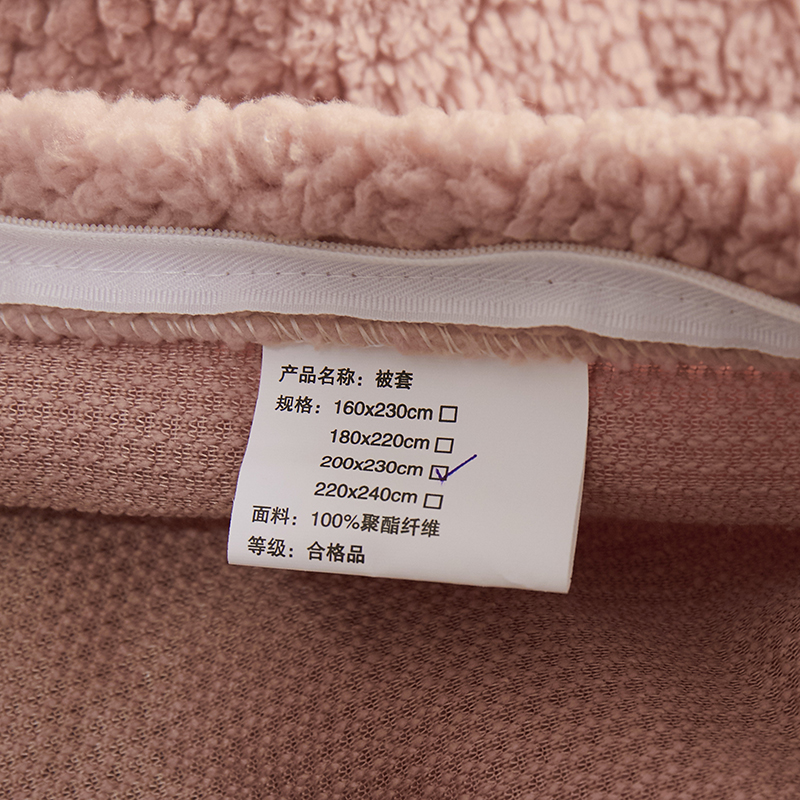 产品名称：被套
规格：160x230cm□
180x220cm□
200x230cm☑
220x240cm□
面料：100%聚酯纤维
等级：合格品